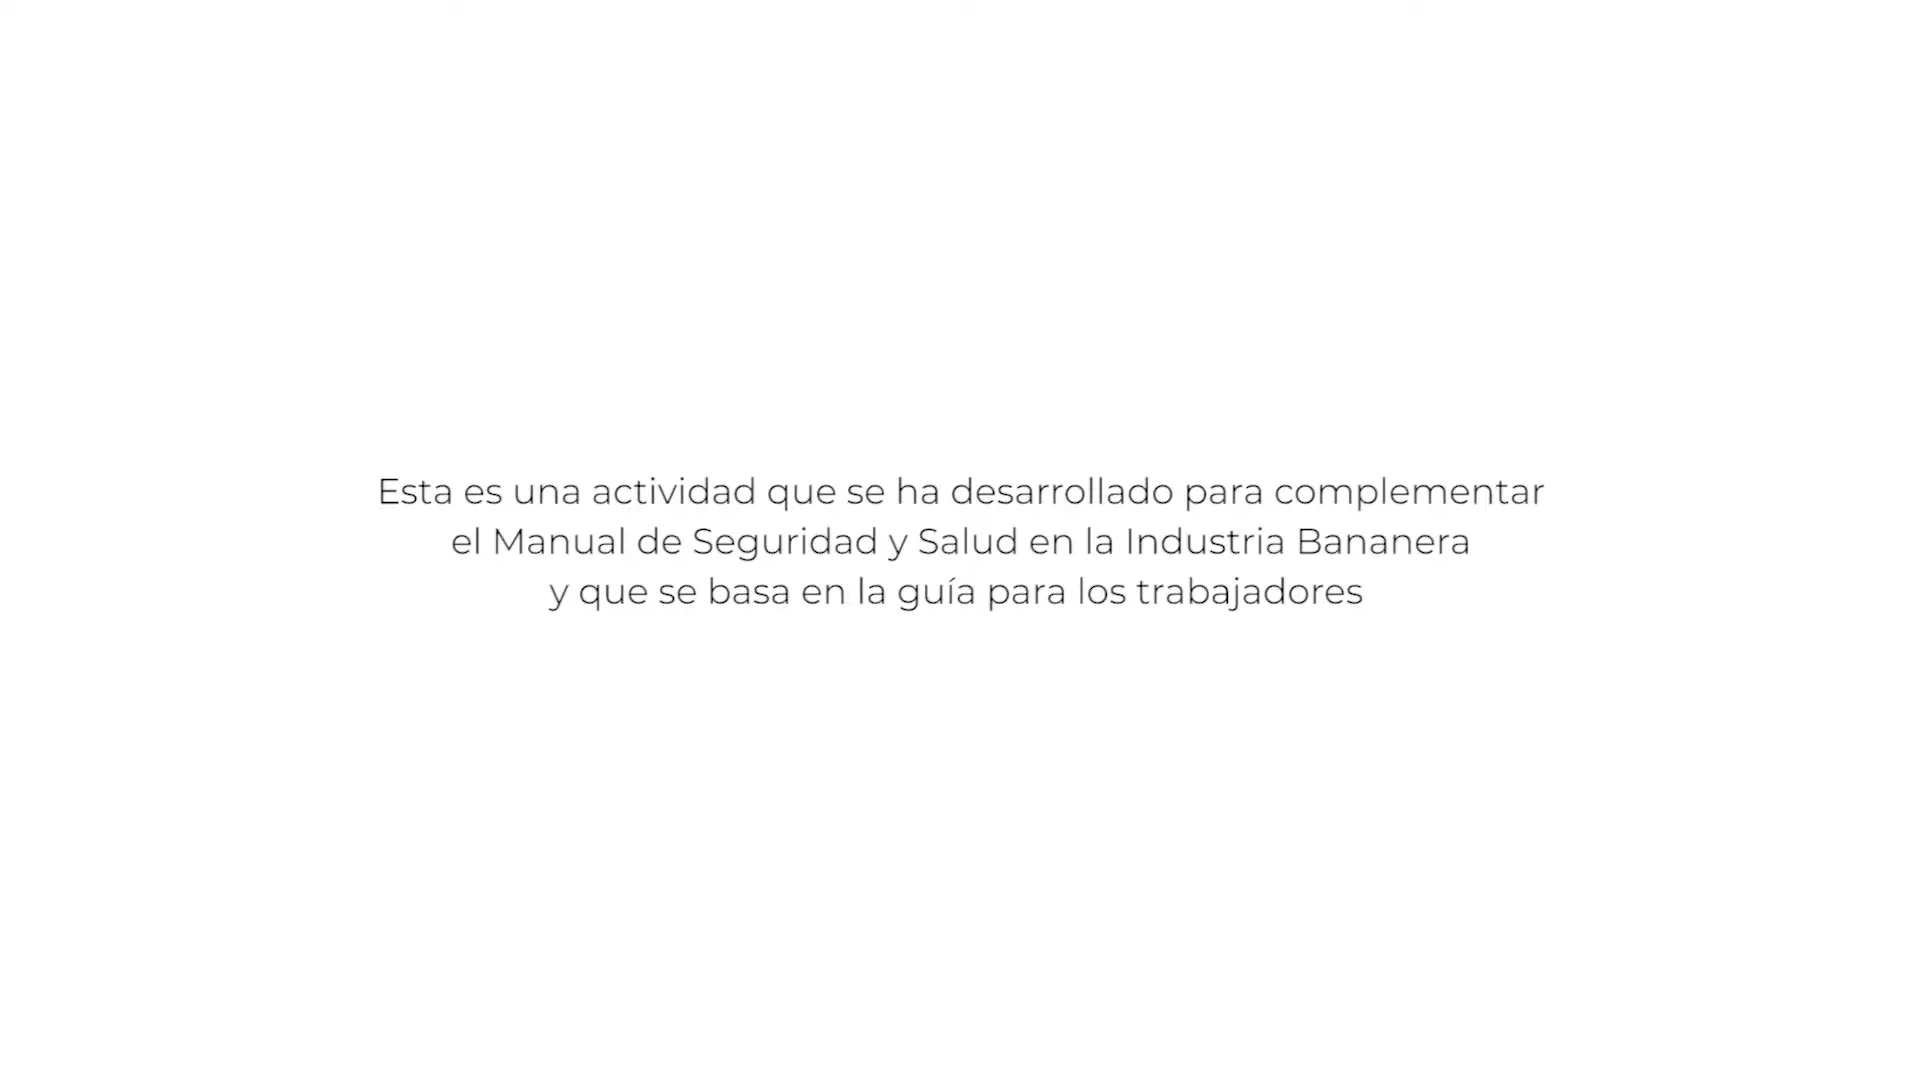 Esta es una actividad que se ha desarrollado para complementar
el Manual de Seguridad y Salud en la Industria Bananera
y que se basa en la guía para los trabajadores